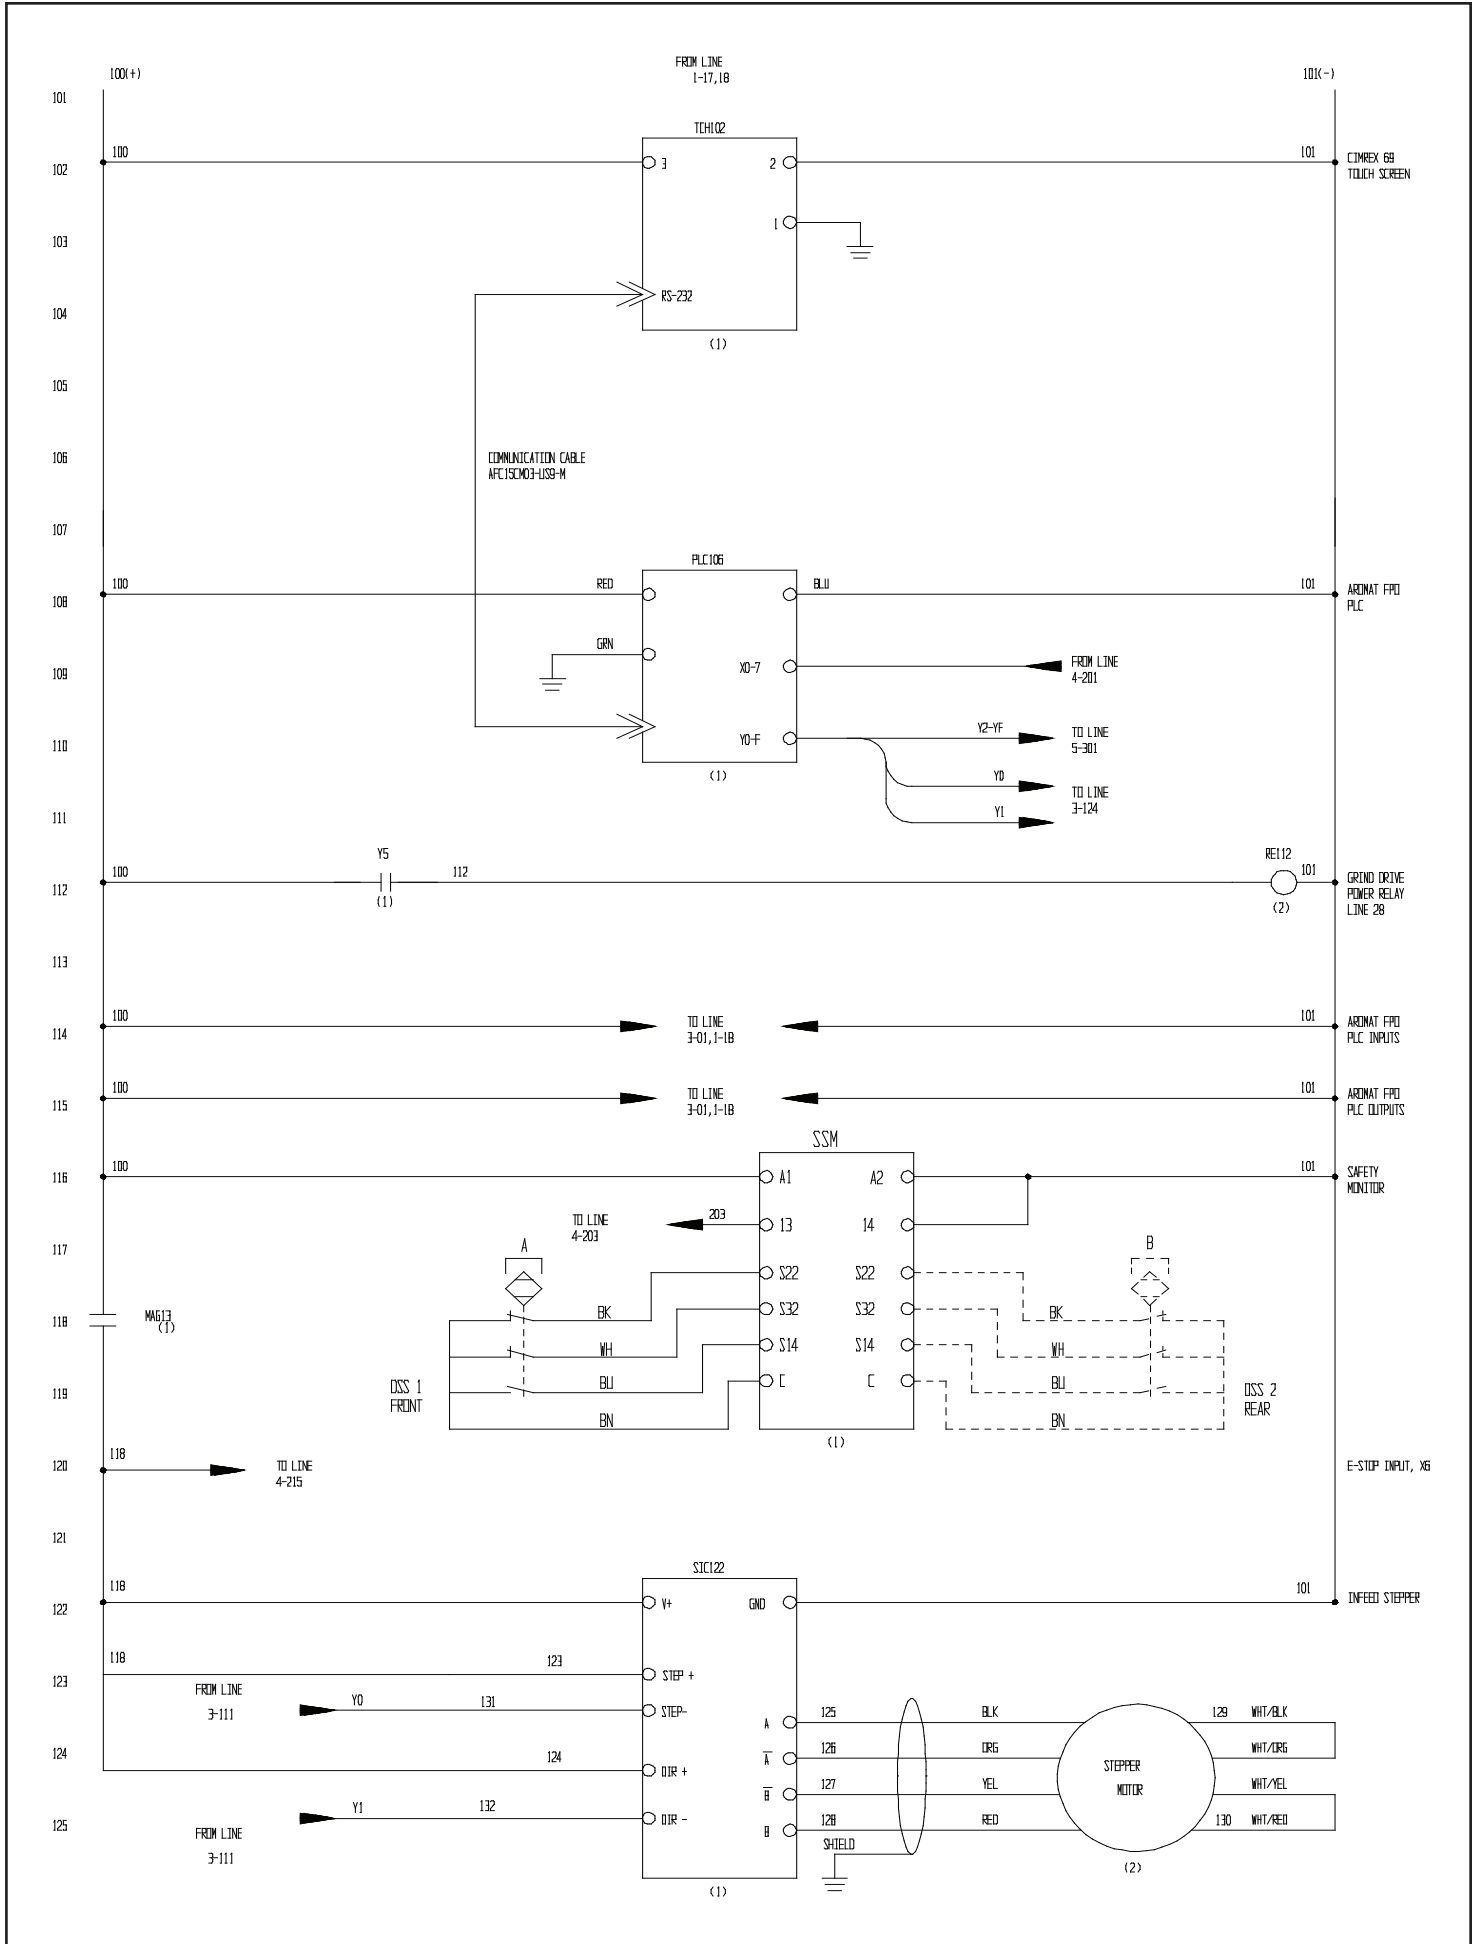 FROM LINE
1-17,18
100(+)
101(-)
101
TCH102
102
100
3
2
101
CIMREX 69
TOUCH SCREEN
1
103
RS-232
104
(1)
105
106
COMMUNICATION CABLE
AFC15CM03-US9-M
107
PLC106
108
100
RED
BLU
101
AROMAT FPO
PLC
GRN
109
X0-7
FROM LINE
4-201
110
Y0-F
Y2-YF
TO LINE
5-301
(1)
Y0
TO LINE
3-124
111
Y1
Y5
RE112
112
100
112
101
GRIND DRIVE
POWER RELAY
LINE 28
(1)
(2)
113
114
100
TO LINE
3-01,1-1B
101
AROMAT FPO
PLC INPUTS
115
100
TO LINE
3-01,1-1B
101
AROMAT FPO
PLC OUTPUTS
SSM
116
100
A1
A2
101
SAFETY
MONITOR
TO LINE
4-203
203
13
14
117
A
B
S22
S22
118
MAG13
(1)
BK
S32
S32
BK
WH
S14
S14
WH
119
DSS 1
FRONT
BU
C
C
BU
DSS 2
REAR
BN
BN
(1)
120
118
TO LINE
4-215
E-STOP INPUT, X6
121
SIC122
122
118
V+
GND
101
INFEED STEPPER
123
118
123
STEP +
FROM LINE
3-111
Y0
131
STEP-
A
125
BLK
129
WHT/BLK
124
124
DIR +
A
126
ORG
STEPPER
MOTOR
WHT/ORG
B
127
YEL
WHT/YEL
125
FROM LINE
3-111
Y1
132
DIR -
B
128
RED
130
WHT/RED
SHIELD
(2)
(1)